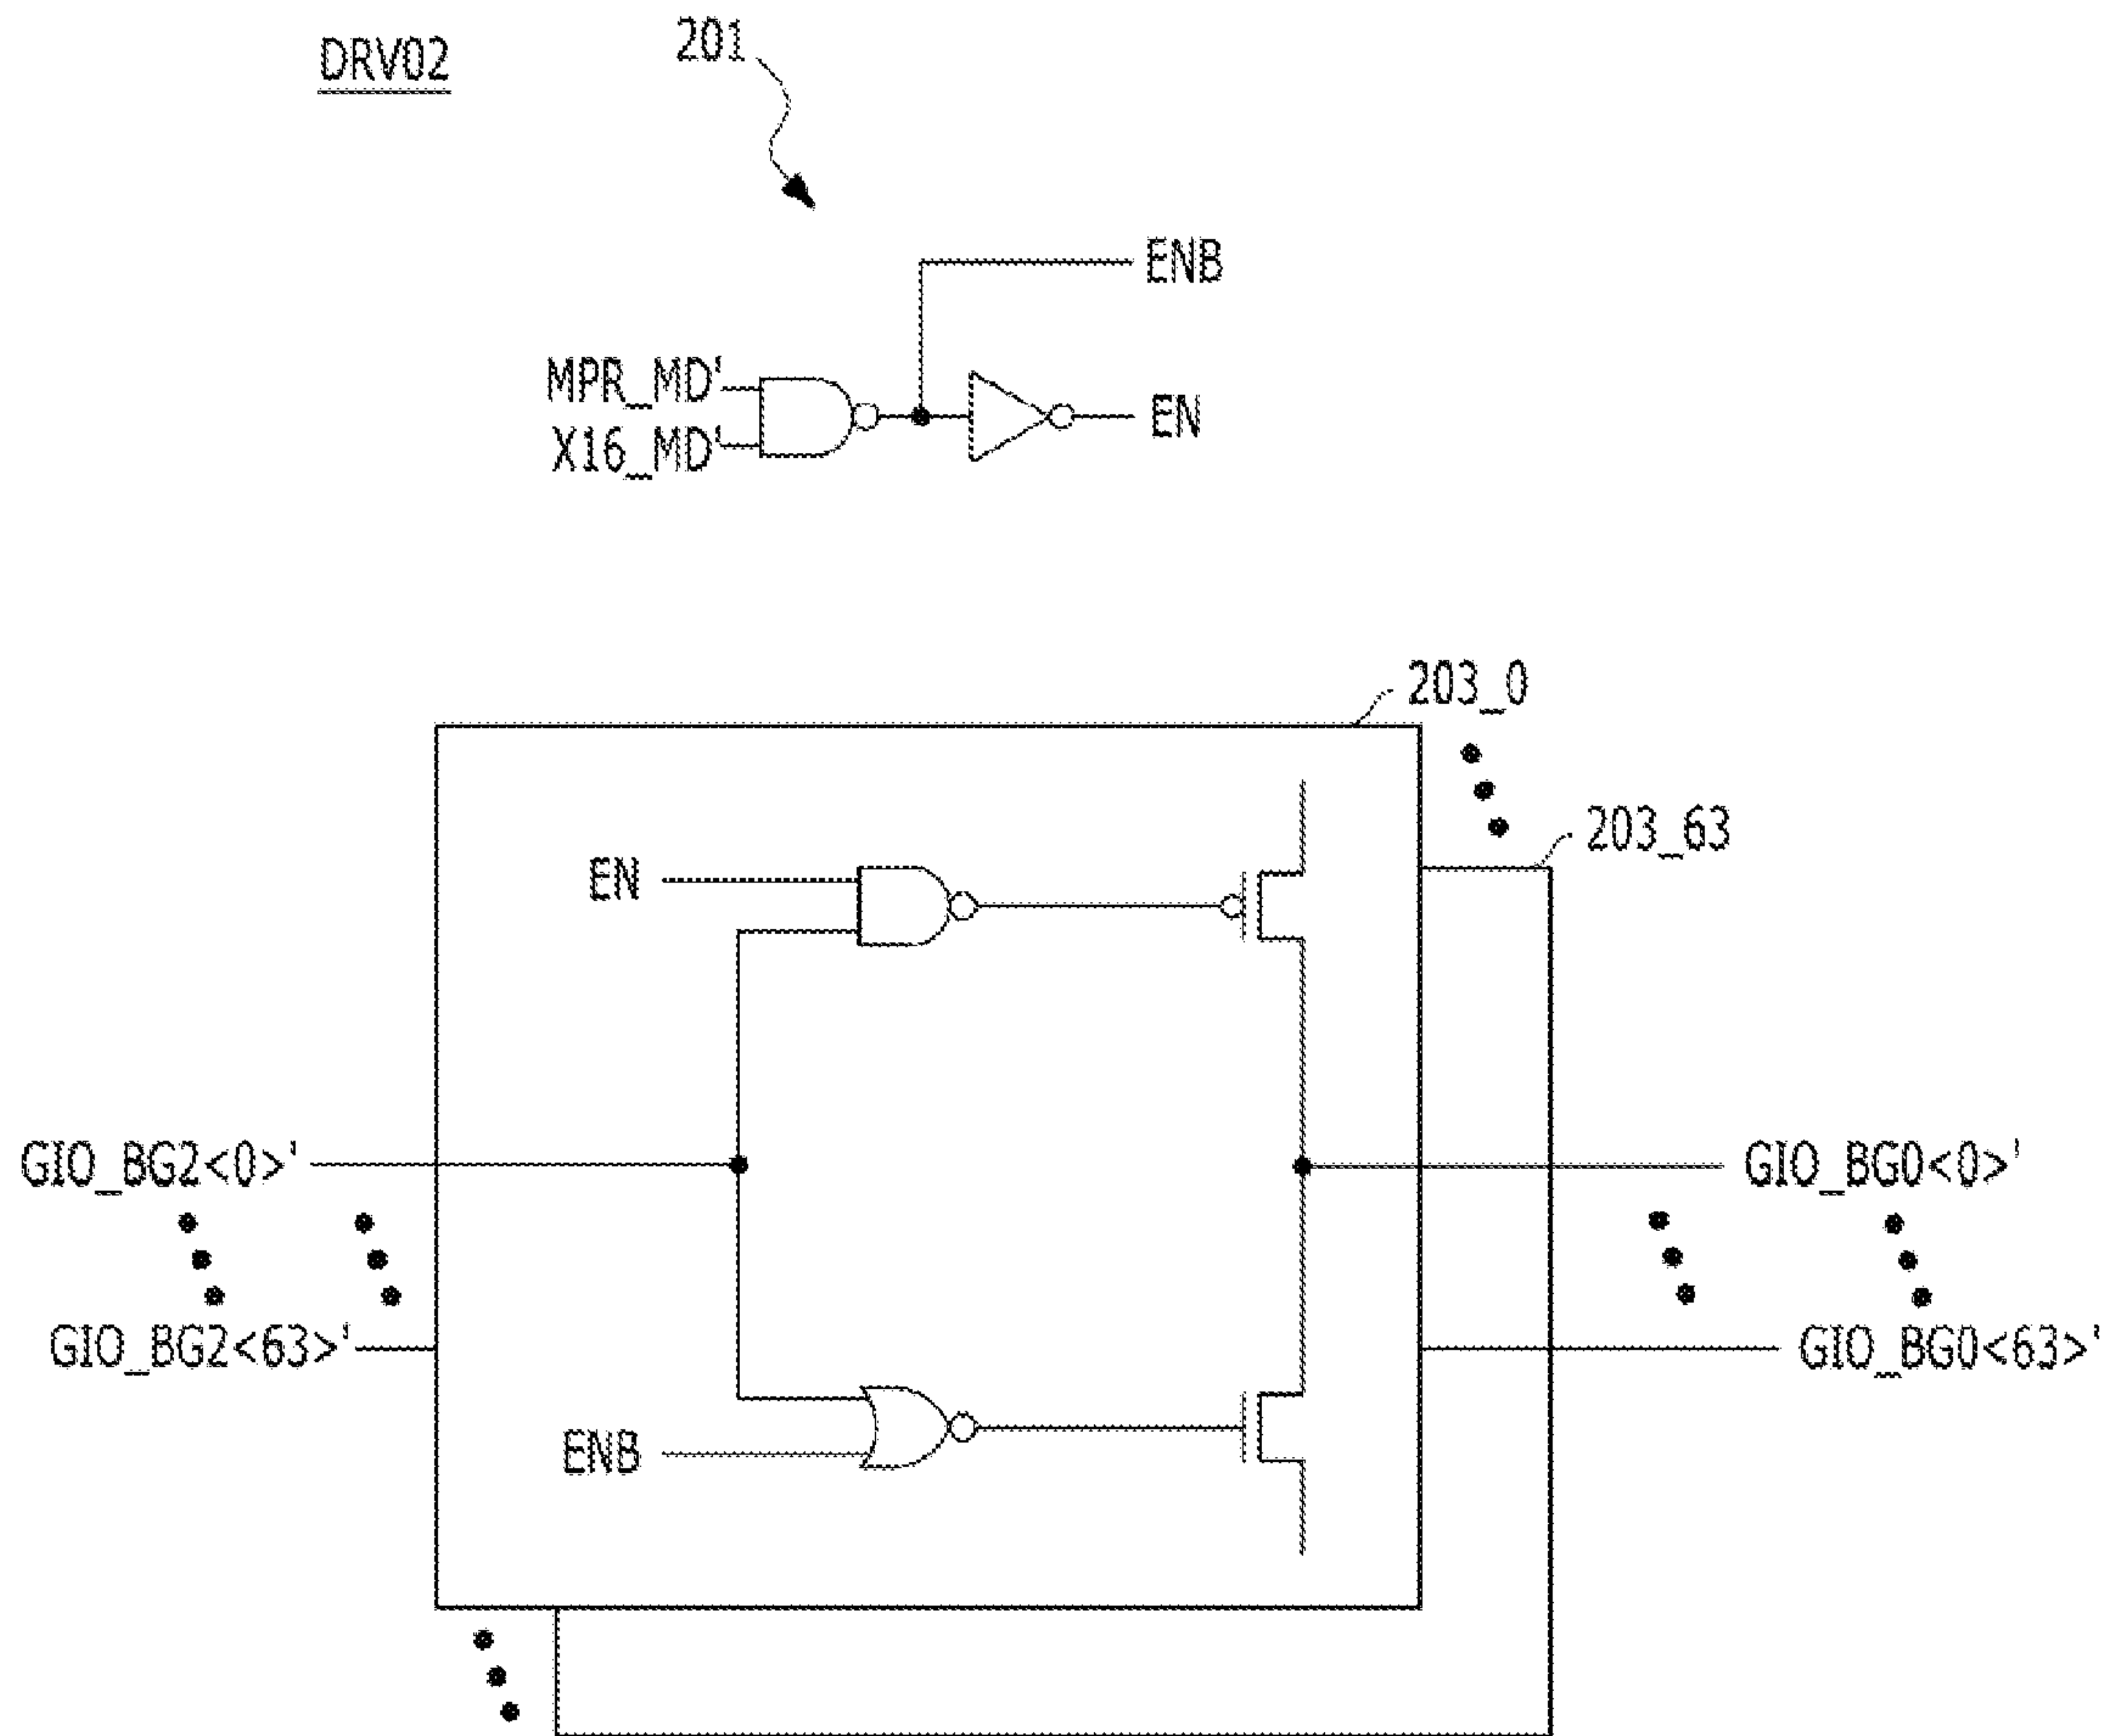 DRV02
201
ENB
MPR_MD'
X16_MD'
EN
203_0
203_63
EN
GIO_BG2<0>'
GIO_BG0<0>'
GIO_BG2<63>'
GIO_BG0<63>'
ENB